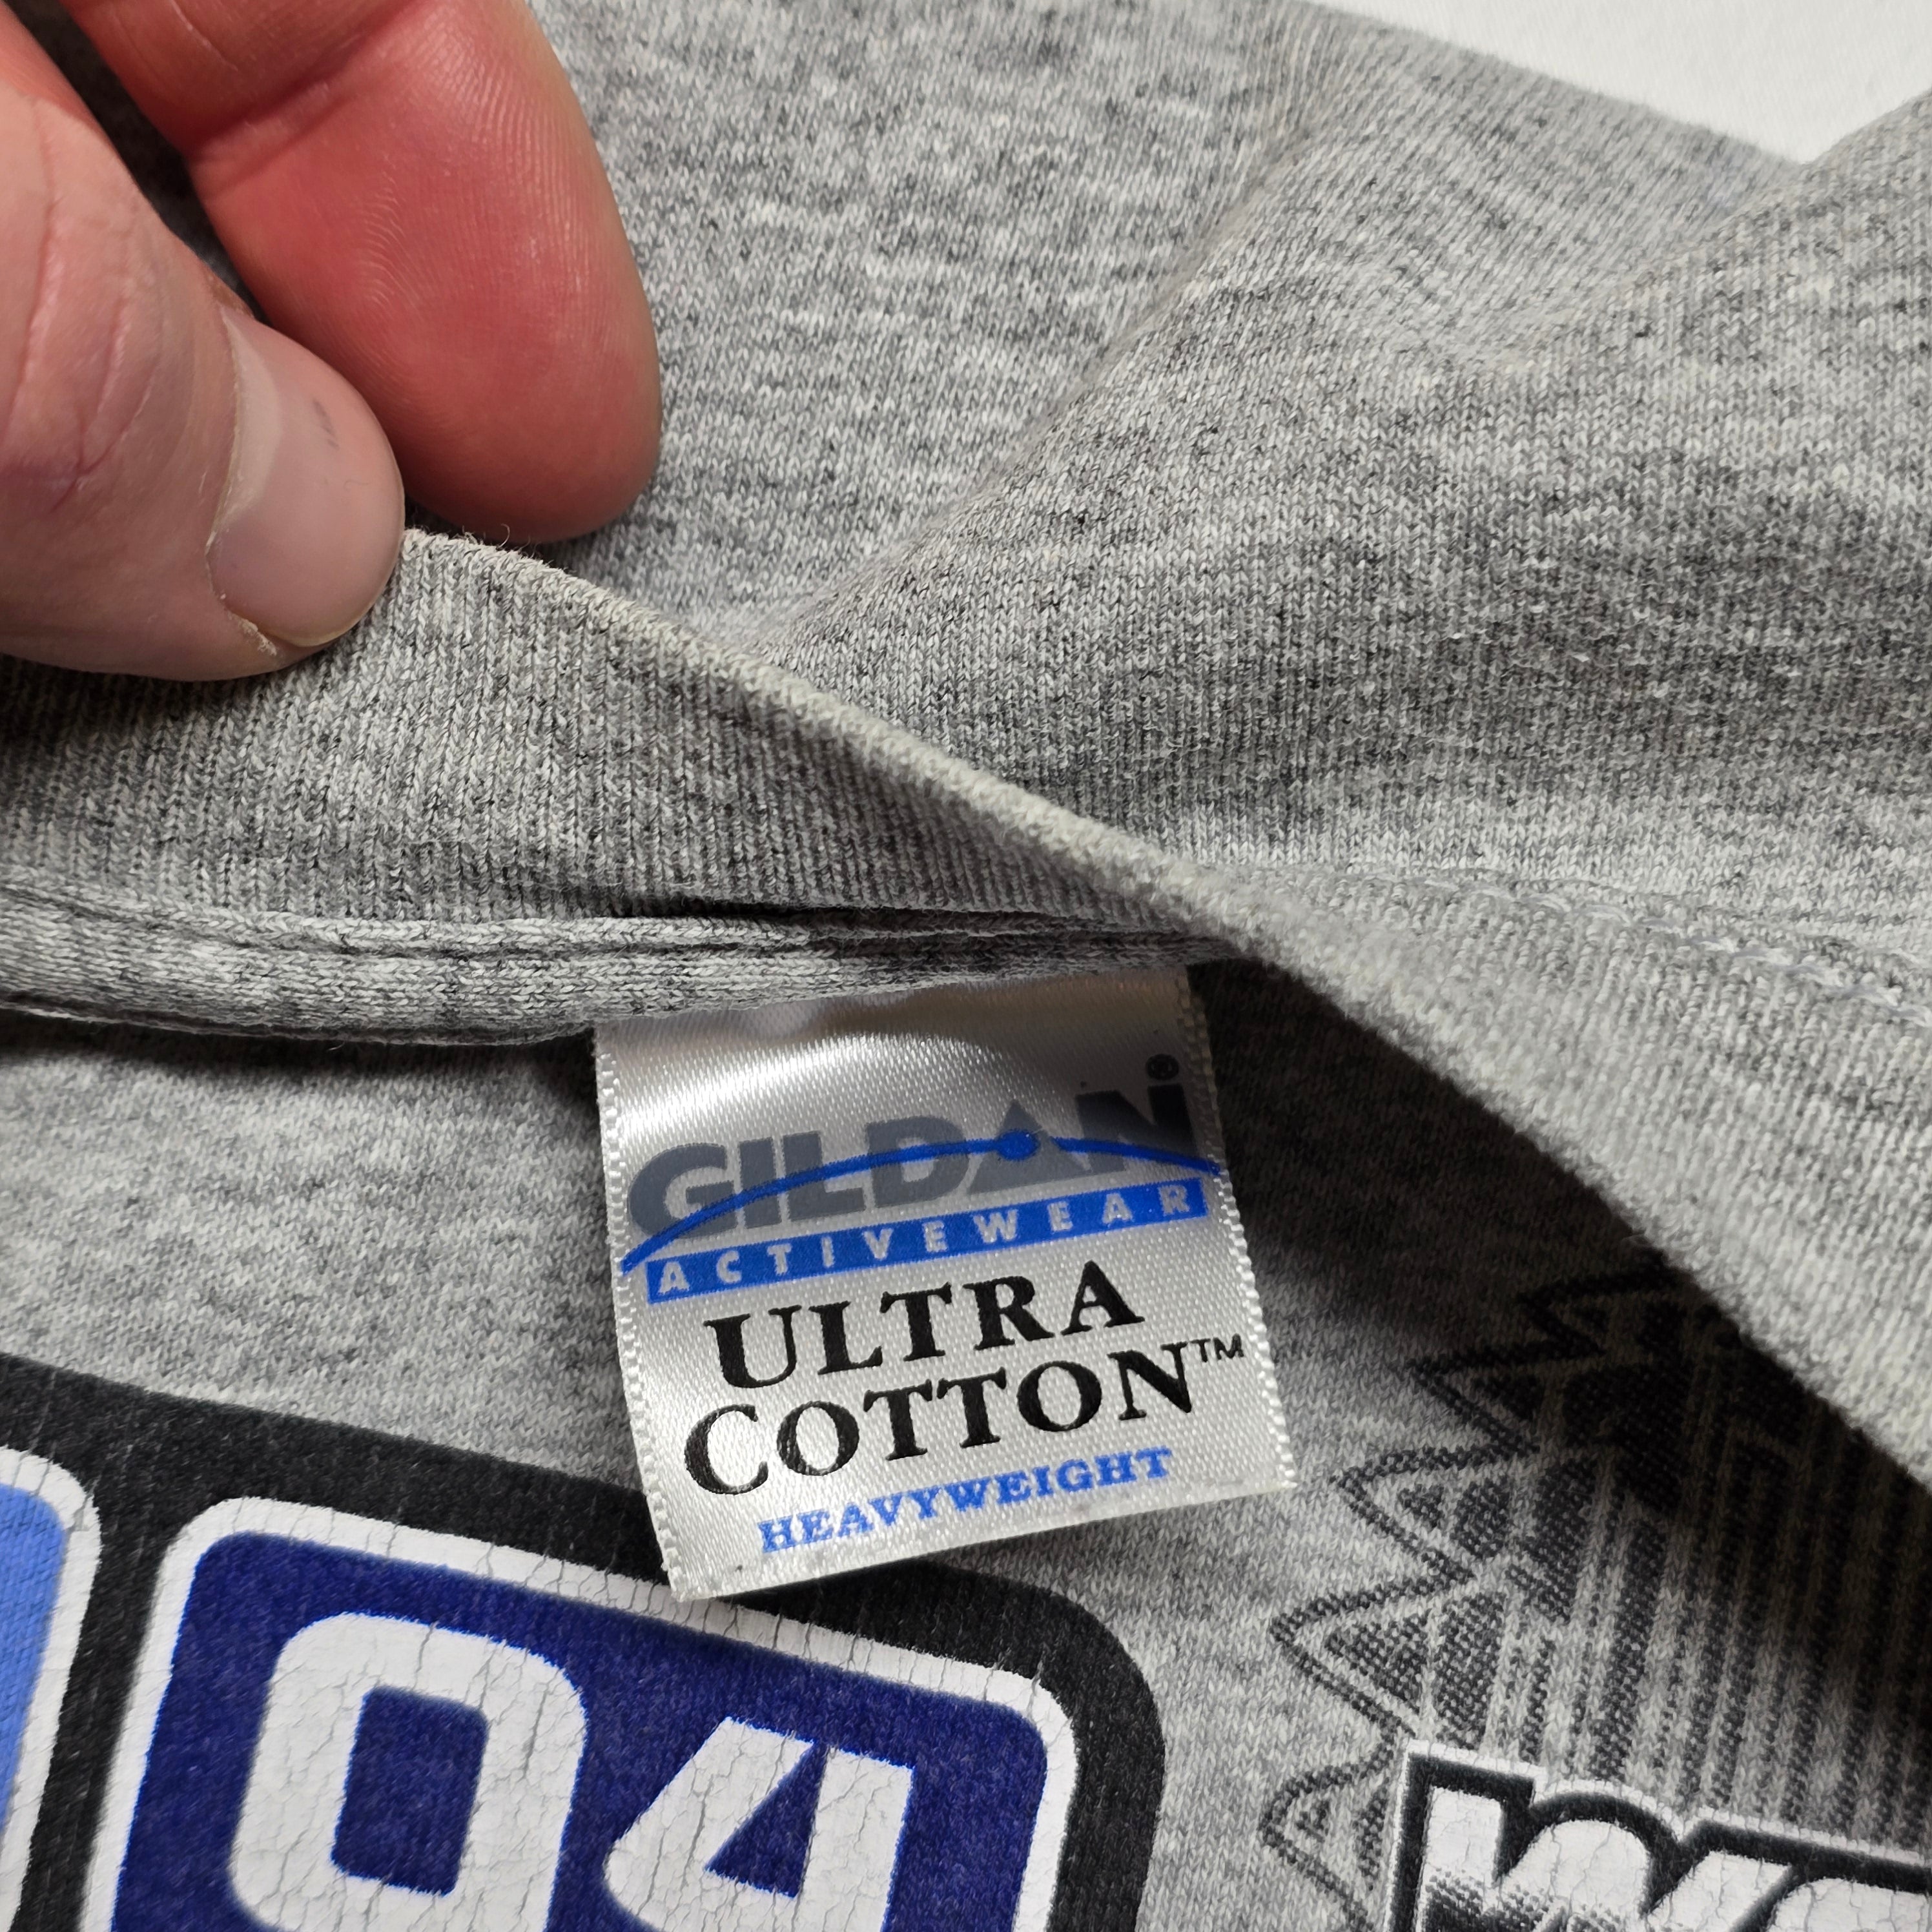 GILDAN®
ACTIVEWEAR
ULTRA
COTTON™
HEAVYWEIGHT
04